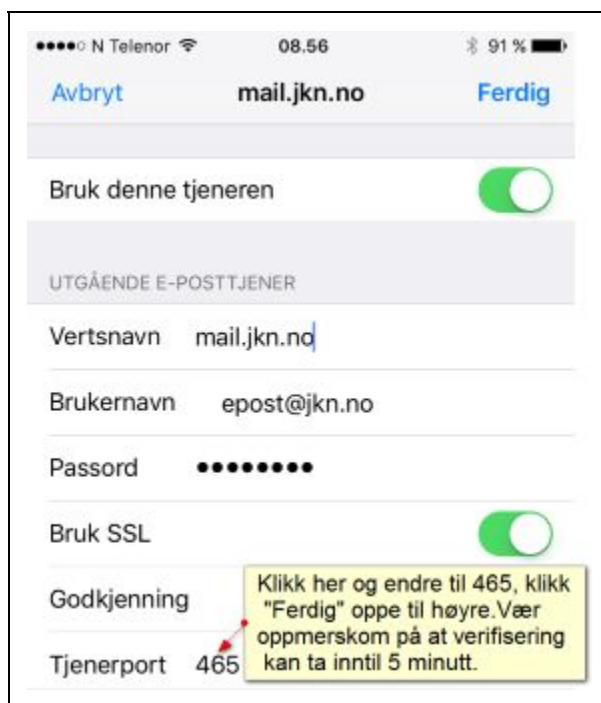 N Telenor 08.56 91 %
Avbryt mail.jkn.no Ferdig
Bruk denne tjeneren
UTGÅENDE E-POSTTJENER
Vertsnavn mail.jkn.no
Brukernavn epost@jkn.no
Passord ••••••••
Bruk SSL
Godkjenning
Klikk her og endre til 465, klikk
"Ferdig" oppe til høyre.Vær
oppmerskom på at verifisering
kan ta inntil 5 minutt.
Tjenerport 465